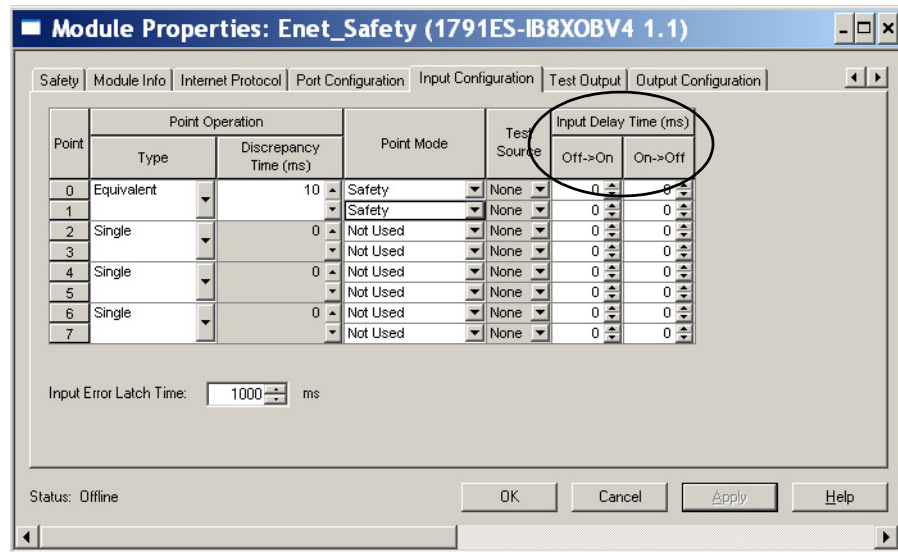 Module Properties: Enet_Safety (1791ES-IB8XOBV4 1.1)
Safety Module Info Internet Protocol Port Configuration Input Configuration Test Output Output Configuration
Point Point Operation Point Mode Test Source Input Delay Time (ms)
Type Discrepancy Time (ms) Off->On On->Off
0 Equivalent 10 Safety None 0 0
1 Safety None 0 0
2 Single 0 Not Used None 0 0
3 Not Used None 0 0
4 Single 0 Not Used None 0 0
5 Not Used None 0 0
6 Single 0 Not Used None 0 0
7 Not Used None 0 0
Input Error Latch Time: 1000 ms
Status: Offline OK Cancel Apply Help